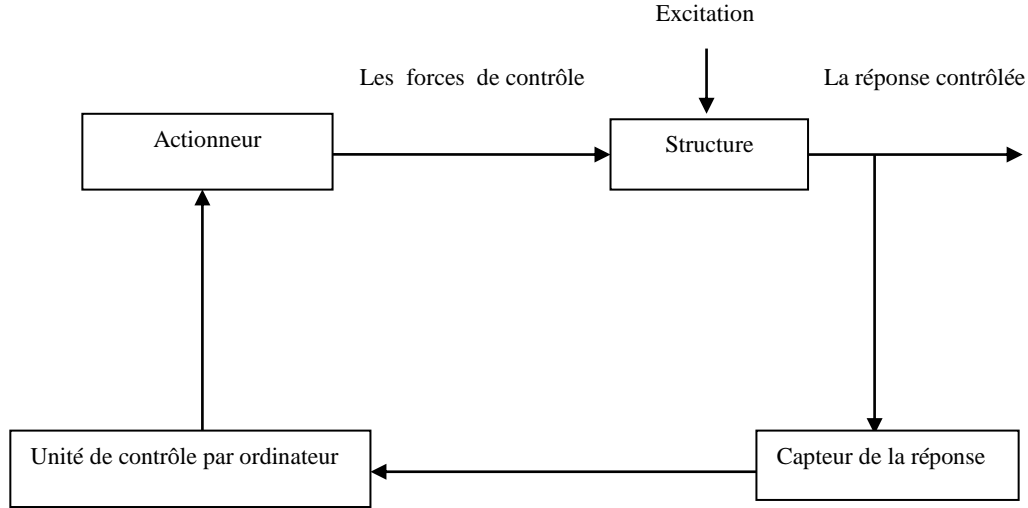 Excitation
Les forces de contrôle
La réponse contrôlée
Actionneur
Structure
Unité de contrôle par ordinateur
Capteur de la réponse